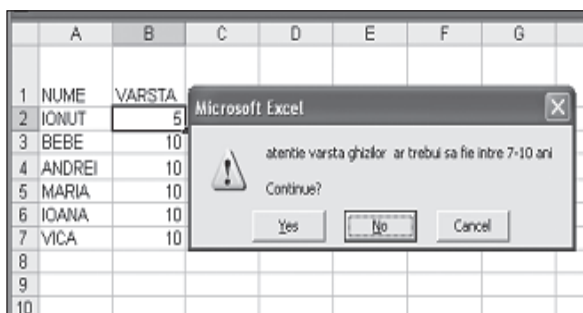 A B C D E F G
1 NUME VARSTA
2 IONUT 5
3 BEBE 10
4 ANDREI 10
5 MARIA 10
6 IOANA 10
7 VICA 10
8
9
10
Microsoft Excel
atentie varsta ghizilor ar trebui sa fie intre 7-10 ani
Continue?
Yes No Cancel